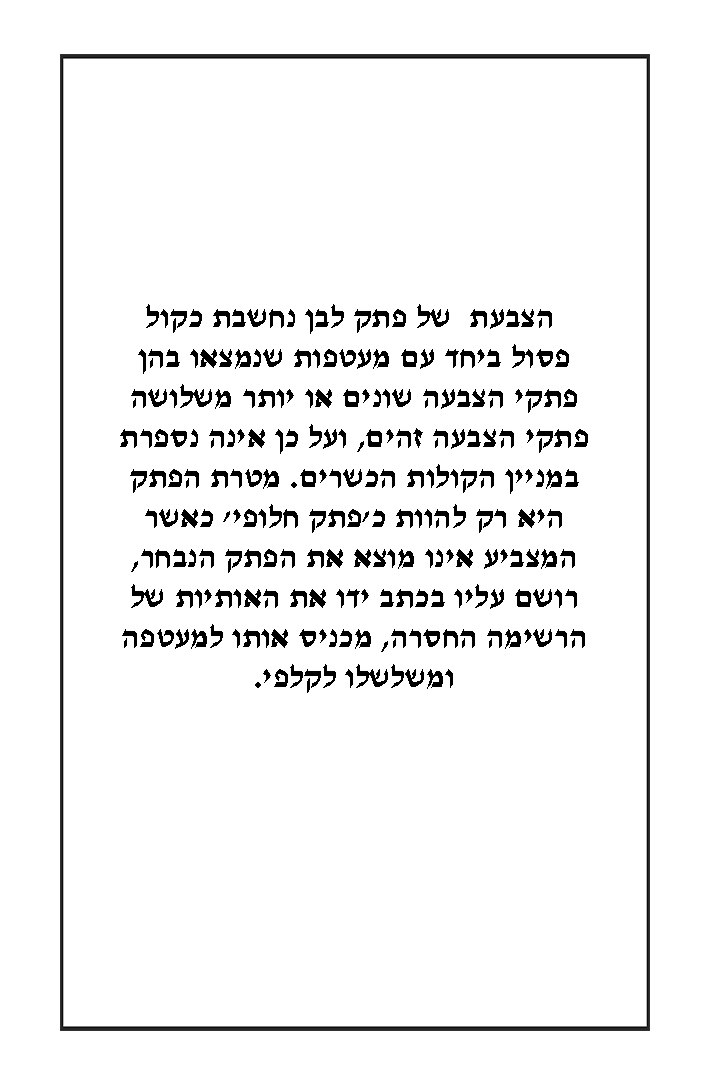 הצבעת של פתק לבן נחשבת כקול
פסול ביחד עם מעטפות שנמצאו בהן
פתקי הצבעה שונים או יותר משלושה
פתקי הצבעה זהים, ועל כן אינה נספרת
במניין הקולות הכשרים. מטרת הפתק
היא רק להוות כ׳פתק חלופי׳ כאשר
המצביע אינו מוצא את הפתק הנבחר,
רושם עליו בכתב ידו את האותיות של
הרשימה החסרה, מכניס אותו למעטפה
ומשלשלו לקלפי.